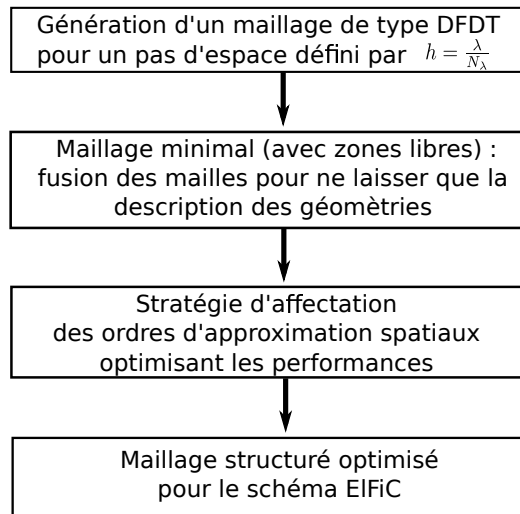 Génération d'un maillage de type DFDT
pour un pas d'espace défini par h = λ/N_λ
Maillage minimal (avec zones libres) :
fusion des mailles pour ne laisser que la
description des géomètries
Stratégie d'affectation
des ordres d'approximation spatiaux
optimisant les performances
Maillage structuré optimisé
pour le schéma ElFiC